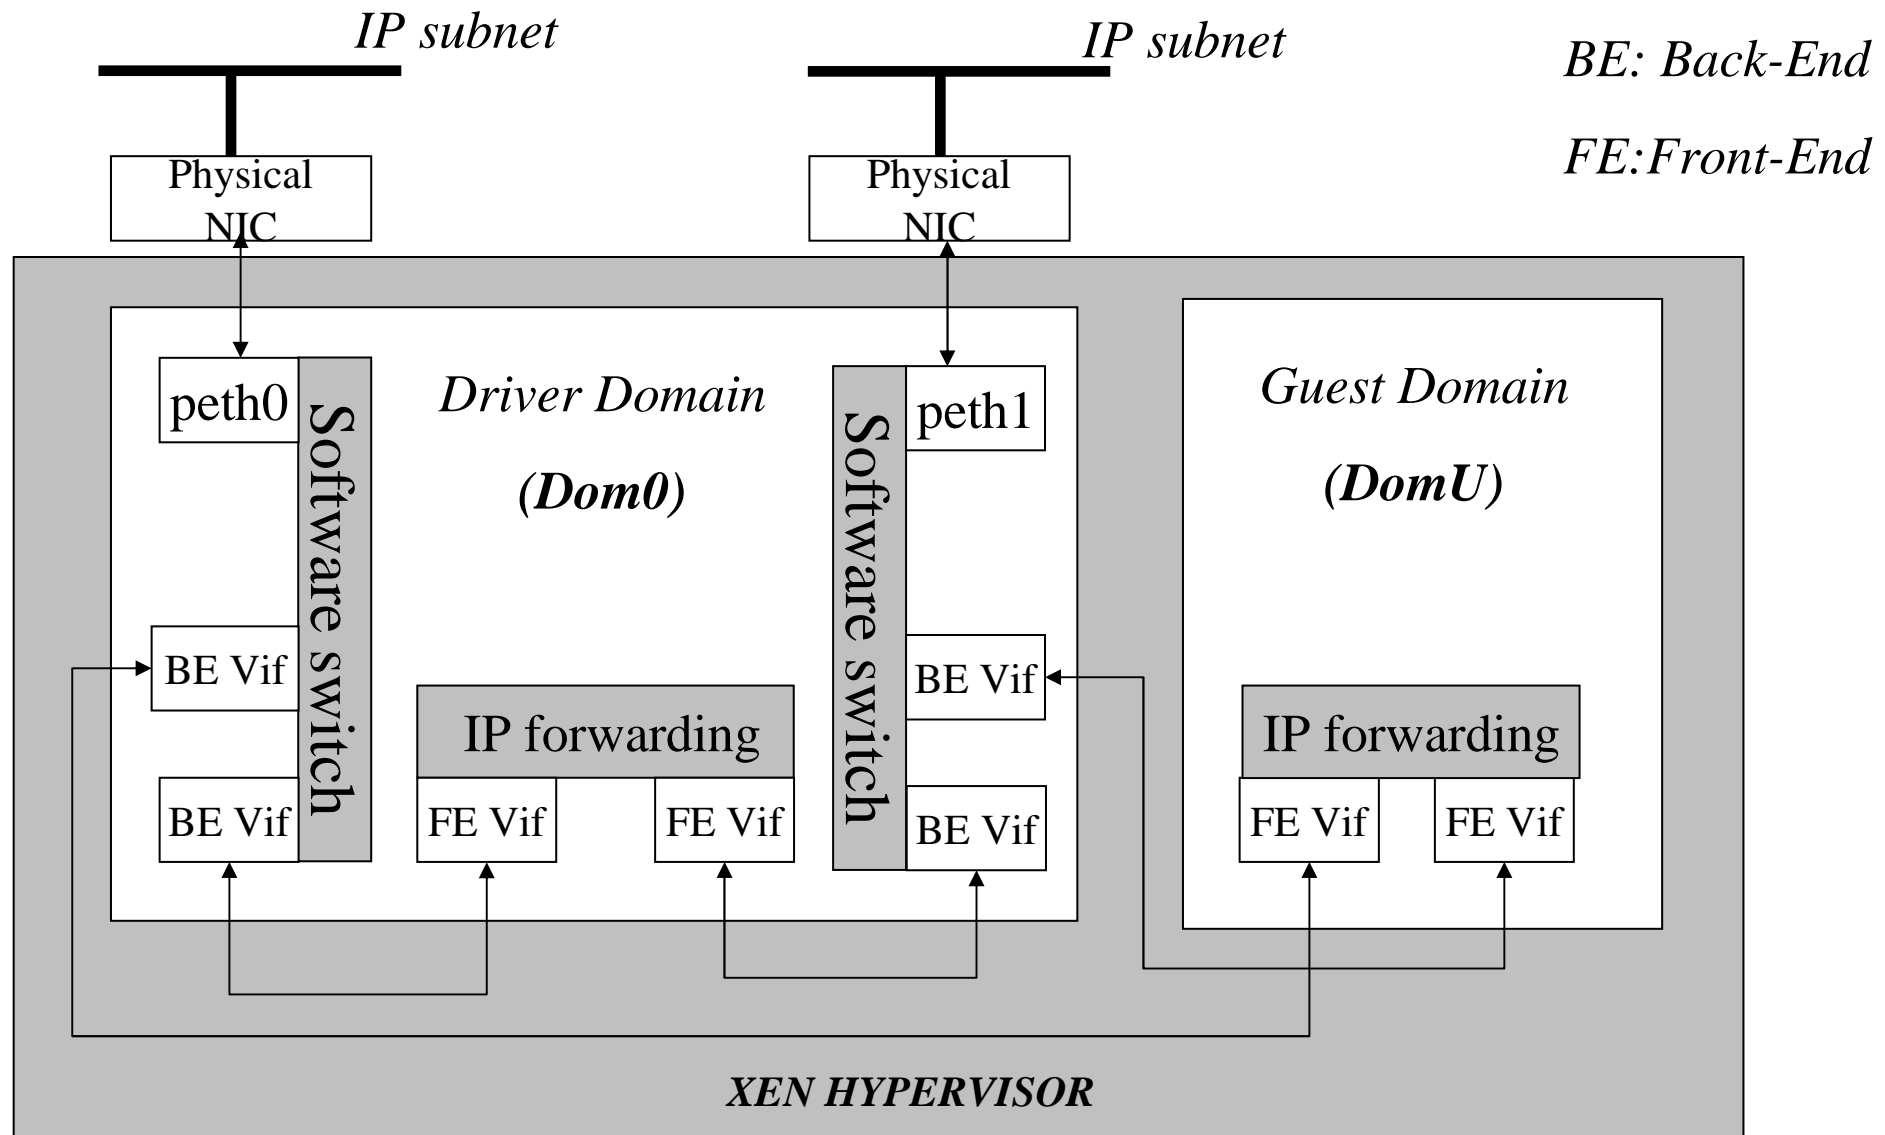 IP subnet
IP subnet
BE: Back-End
FE:Front-End
Physical
NIC
Physical
NIC
peth0
Software switch
Driver Domain
(Dom0)
Software switch
peth1
Guest Domain
(DomU)
BE Vif
BE Vif
IP forwarding
IP forwarding
BE Vif
FE Vif
FE Vif
BE Vif
FE Vif
FE Vif
XEN HYPERVISOR